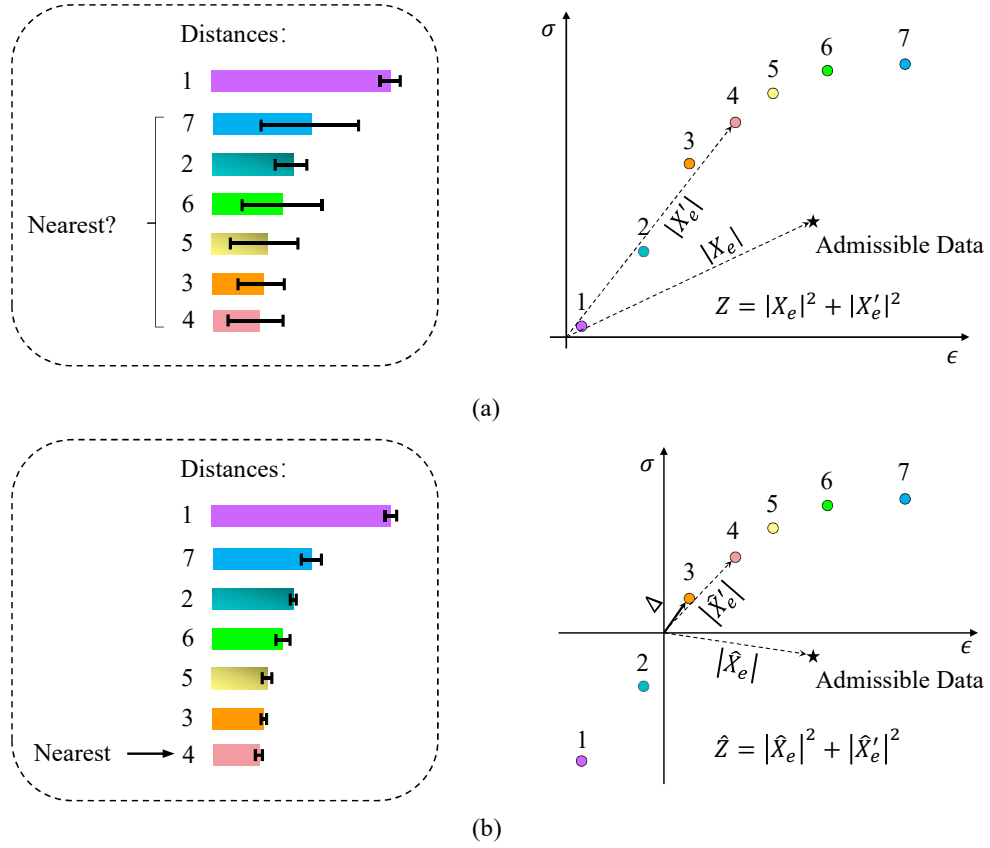 Distances:
1
7
2
6
Nearest?
5
3
4
σ
7
6
5
4
3
2
1
|X'ₑ|
|Xₑ|
Admissible Data
Z = |Xₑ|² + |X'ₑ|²
ϵ
(a)
Distances:
1
7
2
6
5
3
Nearest
4
σ
7
6
5
4
3
Δ
|X̂'ₑ|
ϵ
|X̂ₑ|
2
Admissible Data
1
Ẑ = |X̂ₑ|² + |X̂'ₑ|²
(b)